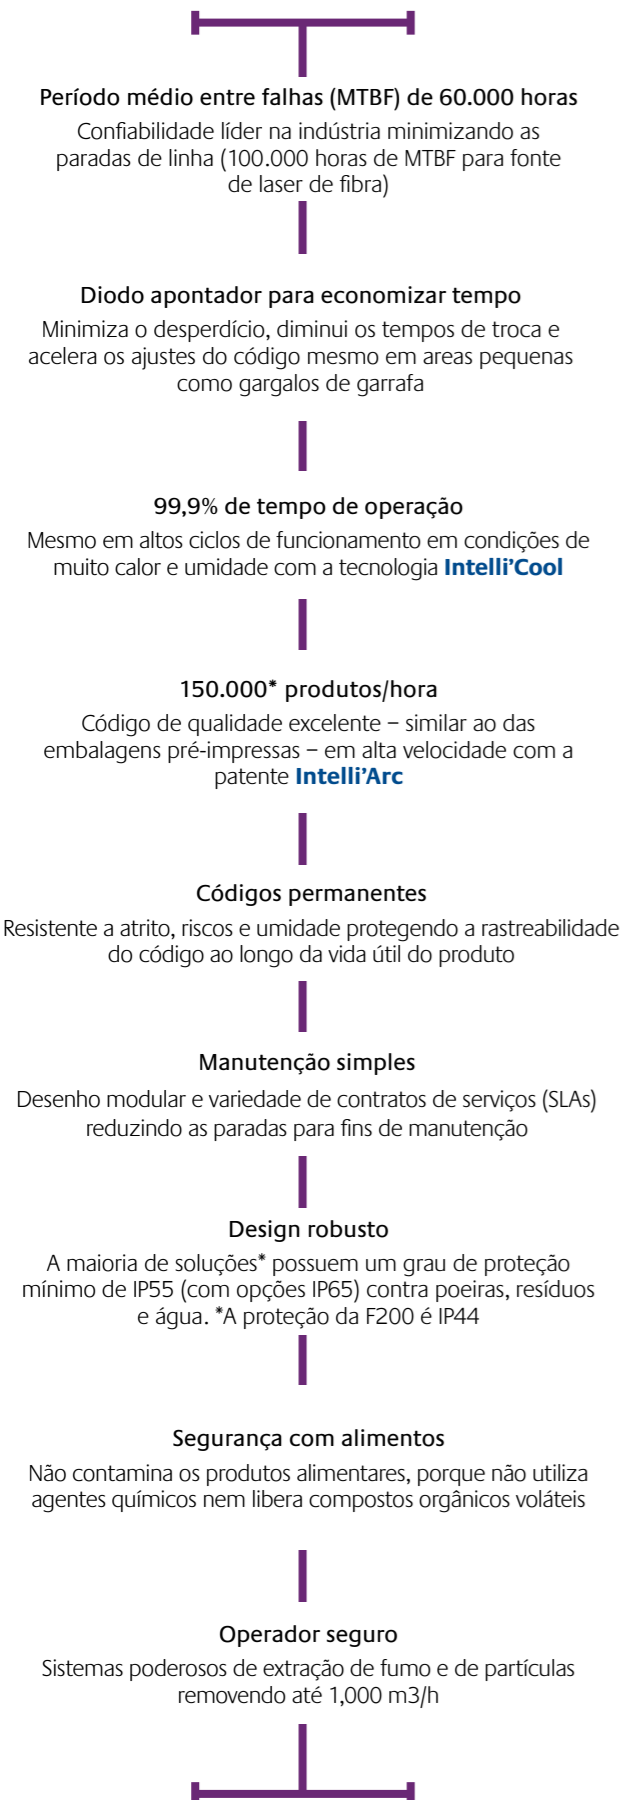 Período médio entre falhas (MTBF) de 60.000 horas
Confiabilidade líder na indústria minimizando as
paradas de linha (100.000 horas de MTBF para fonte
de laser de fibra)
Diodo apontador para economizar tempo
Minimiza o desperdício, diminui os tempos de troca e
acelera os ajustes do código mesmo em areas pequenas
como gargalos de garrafa
99,9% de tempo de operação
Mesmo em altos ciclos de funcionamento em condições de
muito calor e umidade com a tecnologia Intelli’Cool
150.000* produtos/hora
Código de qualidade excelente – similar ao das
embalagens pré-impressas – em alta velocidade com a
patente Intelli’Arc
Códigos permanentes
Resistente a atrito, riscos e umidade protegendo a rastreabilidade
do código ao longo da vida útil do produto
Manutenção simples
Desenho modular e variedade de contratos de serviços (SLAs)
reduzindo as paradas para fins de manutenção
Design robusto
A maioria de soluções* possuem um grau de proteção
mínimo de IP55 (com opções IP65) contra poeiras, resíduos
e água. *A proteção da F200 é IP44
Segurança com alimentos
Não contamina os produtos alimentares, porque não utiliza
agentes químicos nem libera compostos orgânicos voláteis
Operador seguro
Sistemas poderosos de extração de fumo e de partículas
removendo até 1,000 m3/h